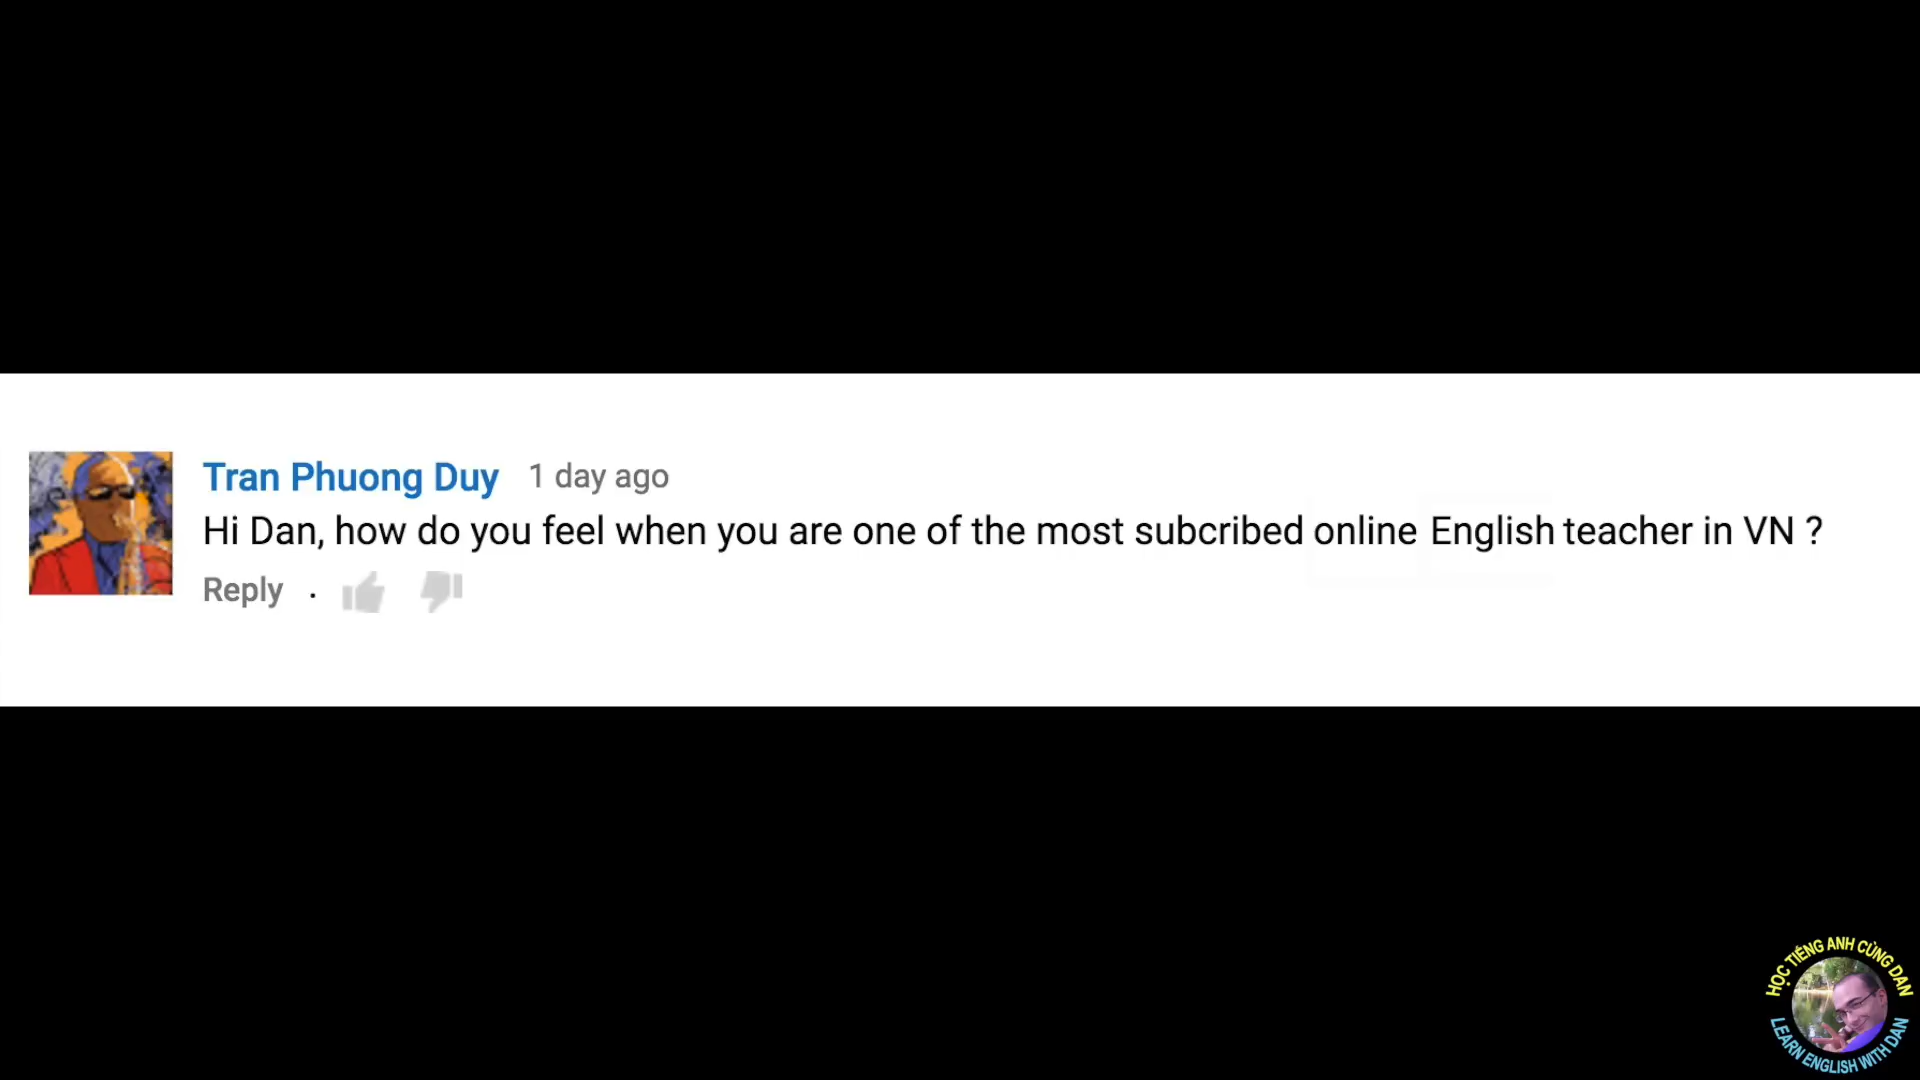 Tran Phuong Duy 1 day ago
Hi Dan, how do you feel when you are one of the most subcribed online English teacher in VN ?
Reply .
HỌC TIẾNG ANH CÙNG DAN
LEARN ENGLISH WITH DAN